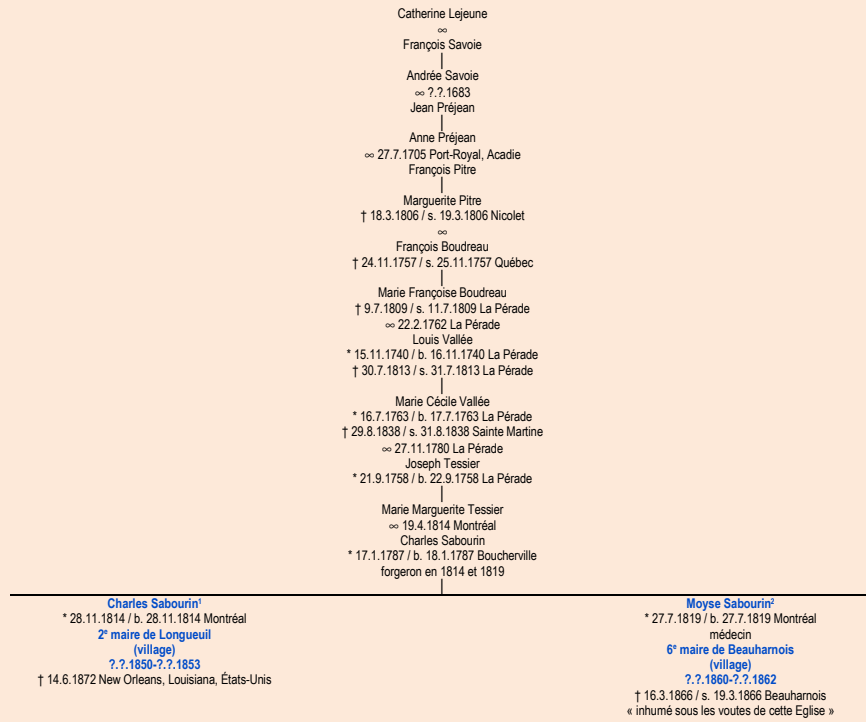 Catherine Lejeune
∞
François Savoie
Andrée Savoie
∞ ?.?.1683
Jean Préjean
Anne Préjean
∞ 27.7.1705 Port-Royal, Acadie
François Pitre
Marguerite Pitre
† 18.3.1806 / s. 19.3.1806 Nicolet
∞
François Boudreau
† 24.11.1757 / s. 25.11.1757 Québec
Marie Françoise Boudreau
† 9.7.1809 / s. 11.7.1809 La Pérade
∞ 22.2.1762 La Pérade
Louis Vallée
* 15.11.1740 / b. 16.11.1740 La Pérade
† 30.7.1813 / s. 31.7.1813 La Pérade
Marie Cécile Vallée
* 16.7.1763 / b. 17.7.1763 La Pérade
† 29.8.1838 / s. 31.8.1838 Sainte Martine
∞ 27.11.1780 La Pérade
Joseph Tessier
* 21.9.1758 / b. 22.9.1758 La Pérade
Marie Marguerite Tessier
∞ 19.4.1814 Montréal
Charles Sabourin
* 17.1.1787 / b. 18.1.1787 Boucherville
forgeron en 1814 et 1819
Charles Sabourin¹
* 28.11.1814 / b. 28.11.1814 Montréal
2ᵉ maire de Longueuil
(village)
?.?.1850-?.?.1853
† 14.6.1872 New Orleans, Louisiana, États-Unis
Moyse Sabourin²
* 27.7.1819 / b. 27.7.1819 Montréal
médecin
6ᵉ maire de Beauharnois
(village)
?.?.1860-?.?.1862
† 16.3.1866 / s. 19.3.1866 Beauharnois
« inhumé sous les voutes de cette Eglise »